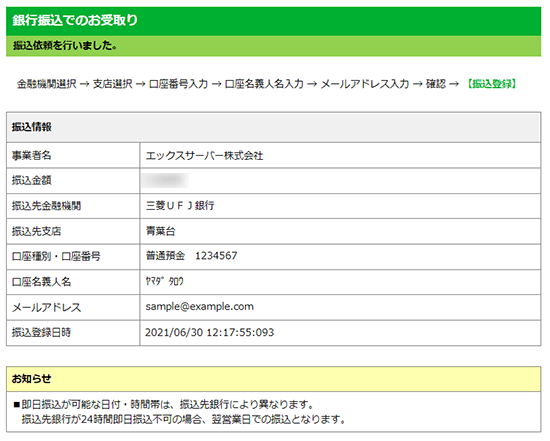 銀行振込でのお受取り
振込依頼を行いました。
金融機関選択 → 支店選択 → 口座番号入力 → 口座名義人名入力 → メールアドレス入力 → 確認 → 【振込登録】
振込情報
事業者名 エックスサーバー株式会社
振込金額
振込先金融機関 三菱ＵＦＪ銀行
振込先支店 青葉台
口座種別・口座番号 普通預金　1234567
口座名義人名 ﾔﾏﾀﾞ ﾀﾛｳ
メールアドレス sample@example.com
振込登録日時 2021/06/30 12:17:55:093
お知らせ
■即日振込が可能な日付・時間帯は、振込先銀行により異なります。
振込先銀行が24時間即日振込不可の場合、翌営業日での振込となります。